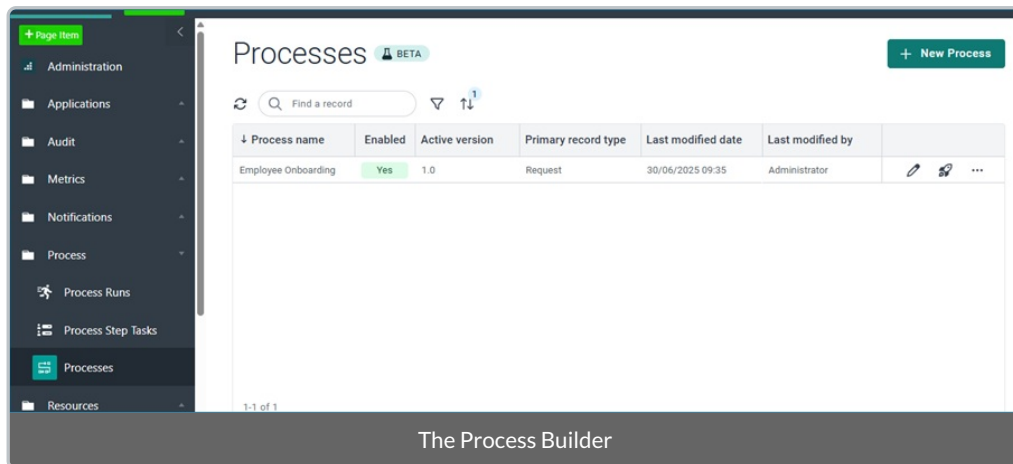 + Page Item
Administration
Applications
Audit
Metrics
Notifications
Process
Process Runs
Process Step Tasks
Processes
Resources
Processes BETA
+ New Process
Find a record
1
↓ Process name Enabled Active version Primary record type Last modified date Last modified by
Employee Onboarding Yes 1.0 Request 30/06/2025 09:35 Administrator
1-1 of 1
The Process Builder